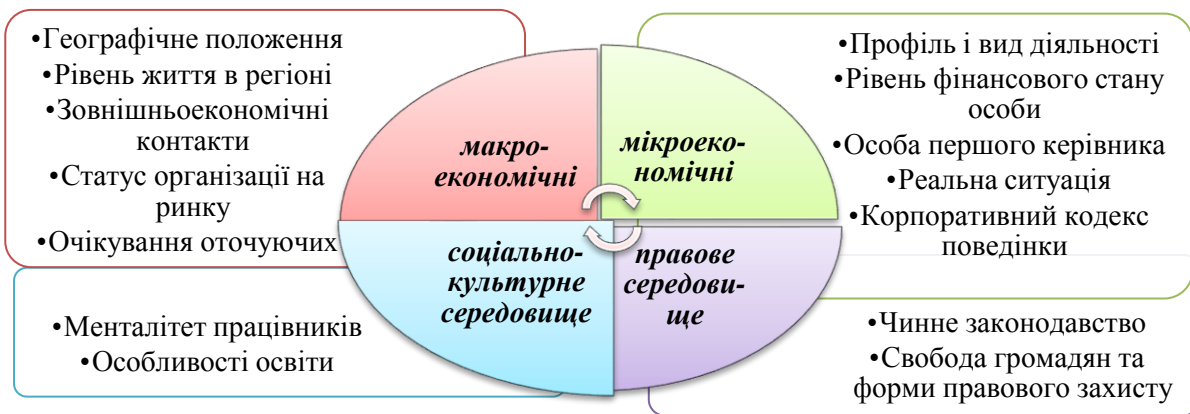 •Географічне положення
•Рівень життя в регіоні
•Зовнішньоекономічні
контакти
•Статус організації на
ринку
•Очікування оточуючих
макро-
економічні
мікроеко-
номічні
•Профіль і вид діяльності
•Рівень фінансового стану
особи
•Особа першого керівника
•Реальна ситуація
•Корпоративний кодекс
поведінки
•Менталітет працівників
•Особливості освіти
соціально-
культурне
середовище
правове
середови-
ще
•Чинне законодавство
•Свобода громадян та
форми правового захисту